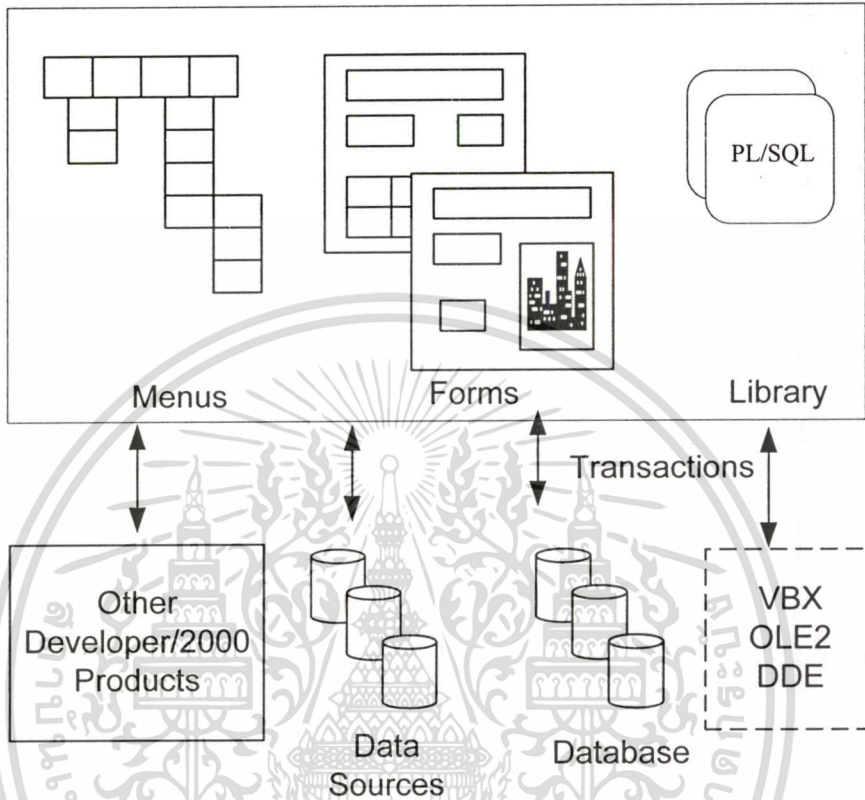 PL/SQL
Menus
Forms
Library
Transactions
Other
Developer/2000
Products
Data
Sources
Database
VBX
OLE2
DDE